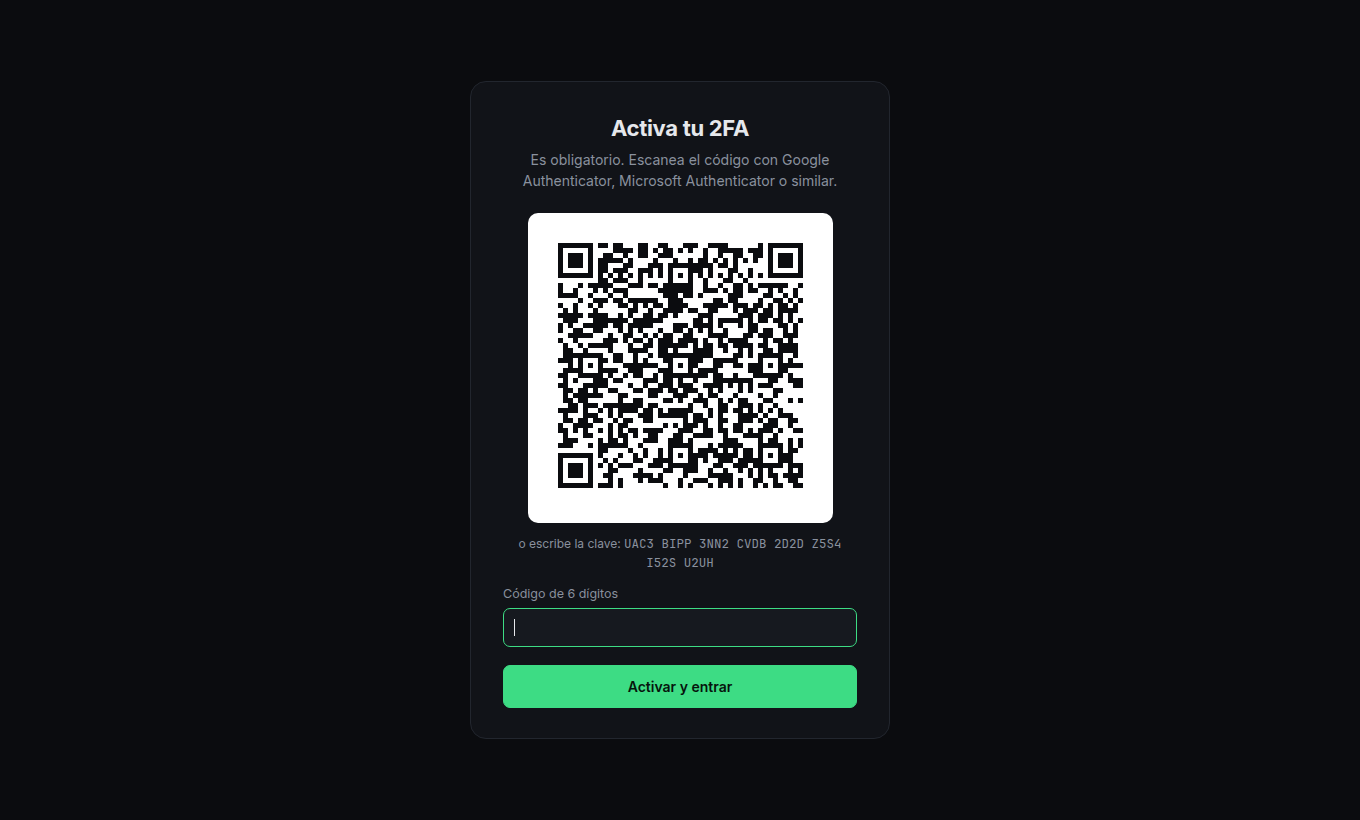 Activa tu 2FA
Es obligatorio. Escanea el código con Google
Authenticator, Microsoft Authenticator o similar.
o escribe la clave: UAC3 BIPP 3NN2 CVDB 2D2D Z5S4
I52S U2UH
Código de 6 dígitos
Activar y entrar